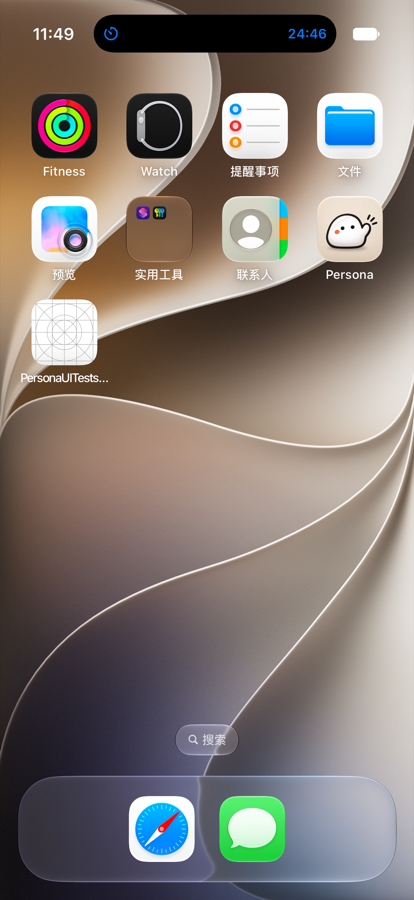 11:49
24:46
Fitness
Watch
提醒事项
文件
预览
实用工具
联系人
Persona
PersonaUITests...
搜索